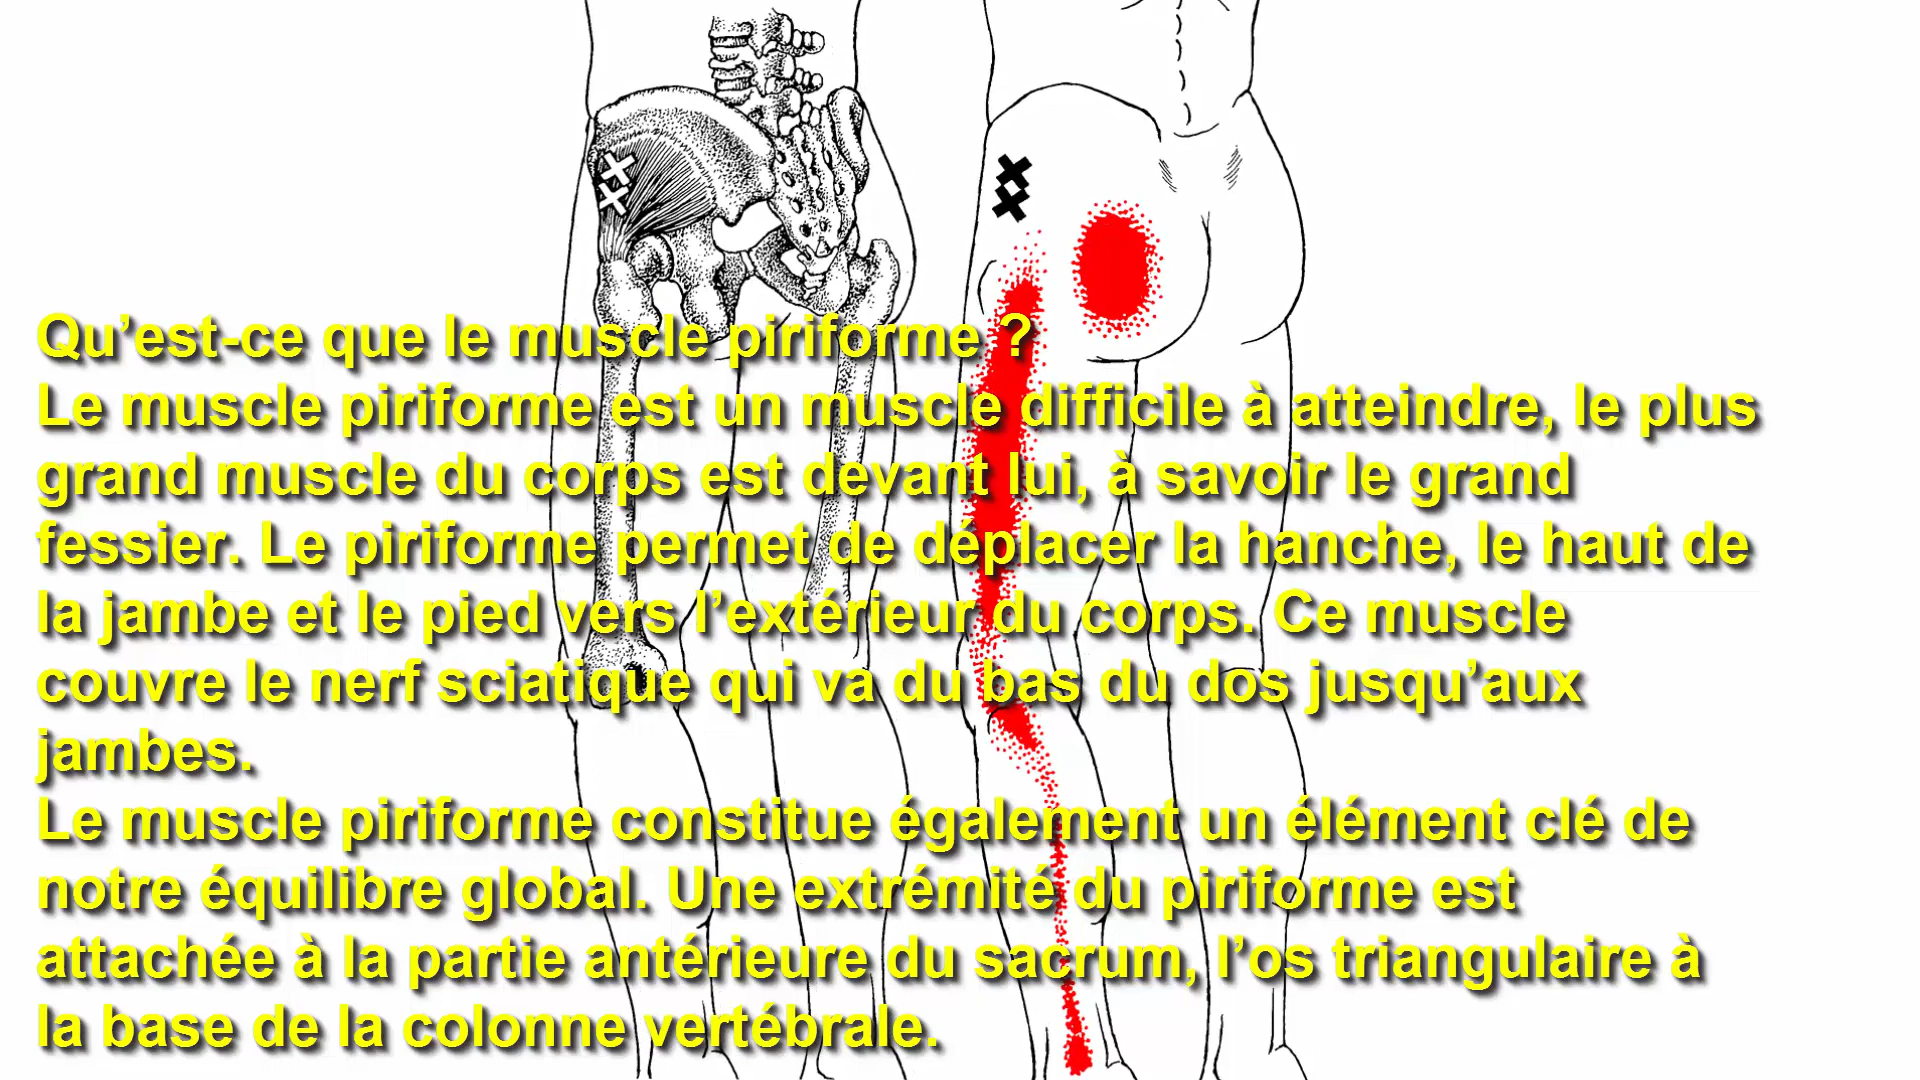 Qu’est-ce que le muscle piriforme ?
Le muscle piriforme est un muscle difficile à atteindre, le plus
grand muscle du corps est devant lui, à savoir le grand
fessier. Le piriforme permet de déplacer la hanche, le haut de
la jambe et le pied vers l’extérieur du corps. Ce muscle
couvre le nerf sciatique qui va du bas du dos jusqu’aux
jambes.
Le muscle piriforme constitue également un élément clé de
notre équilibre global. Une extrémité du piriforme est
attachée à la partie antérieure du sacrum, l’os triangulaire à
la base de la colonne vertébrale.